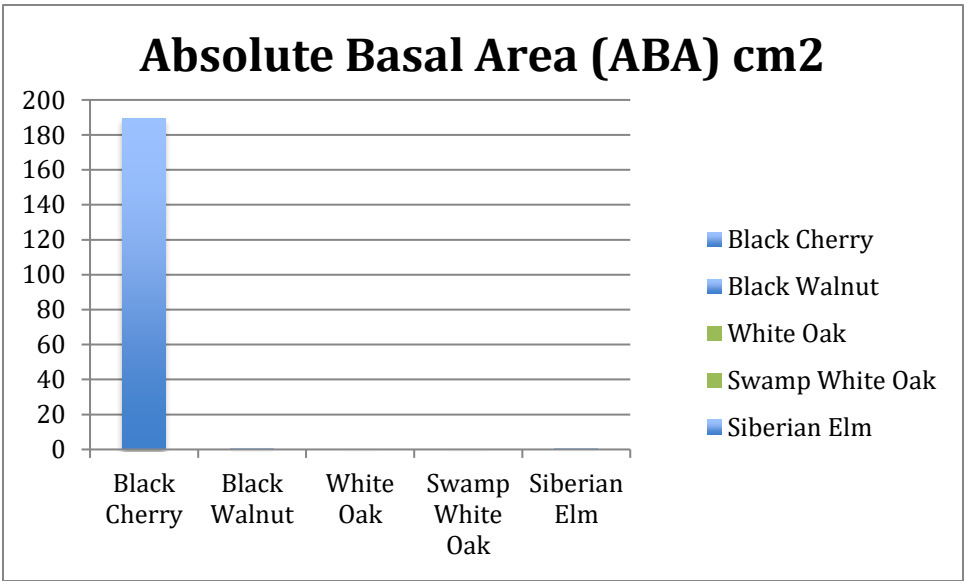 Absolute Basal Area (ABA) cm2
200
180
160
140
120
100
80
60
40
20
0
Black
Cherry
Black
Walnut
White
Oak
Swamp
White
Oak
Siberian
Elm
Black Cherry
Black Walnut
White Oak
Swamp White Oak
Siberian Elm